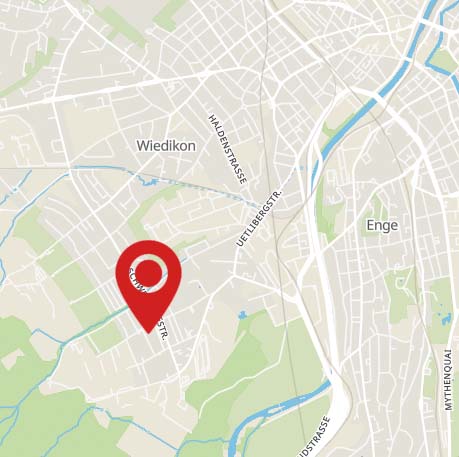 Wiedikon
HALDENSTRASSE
UETLIBERGSTR.
Enge
MYTHENQUAI